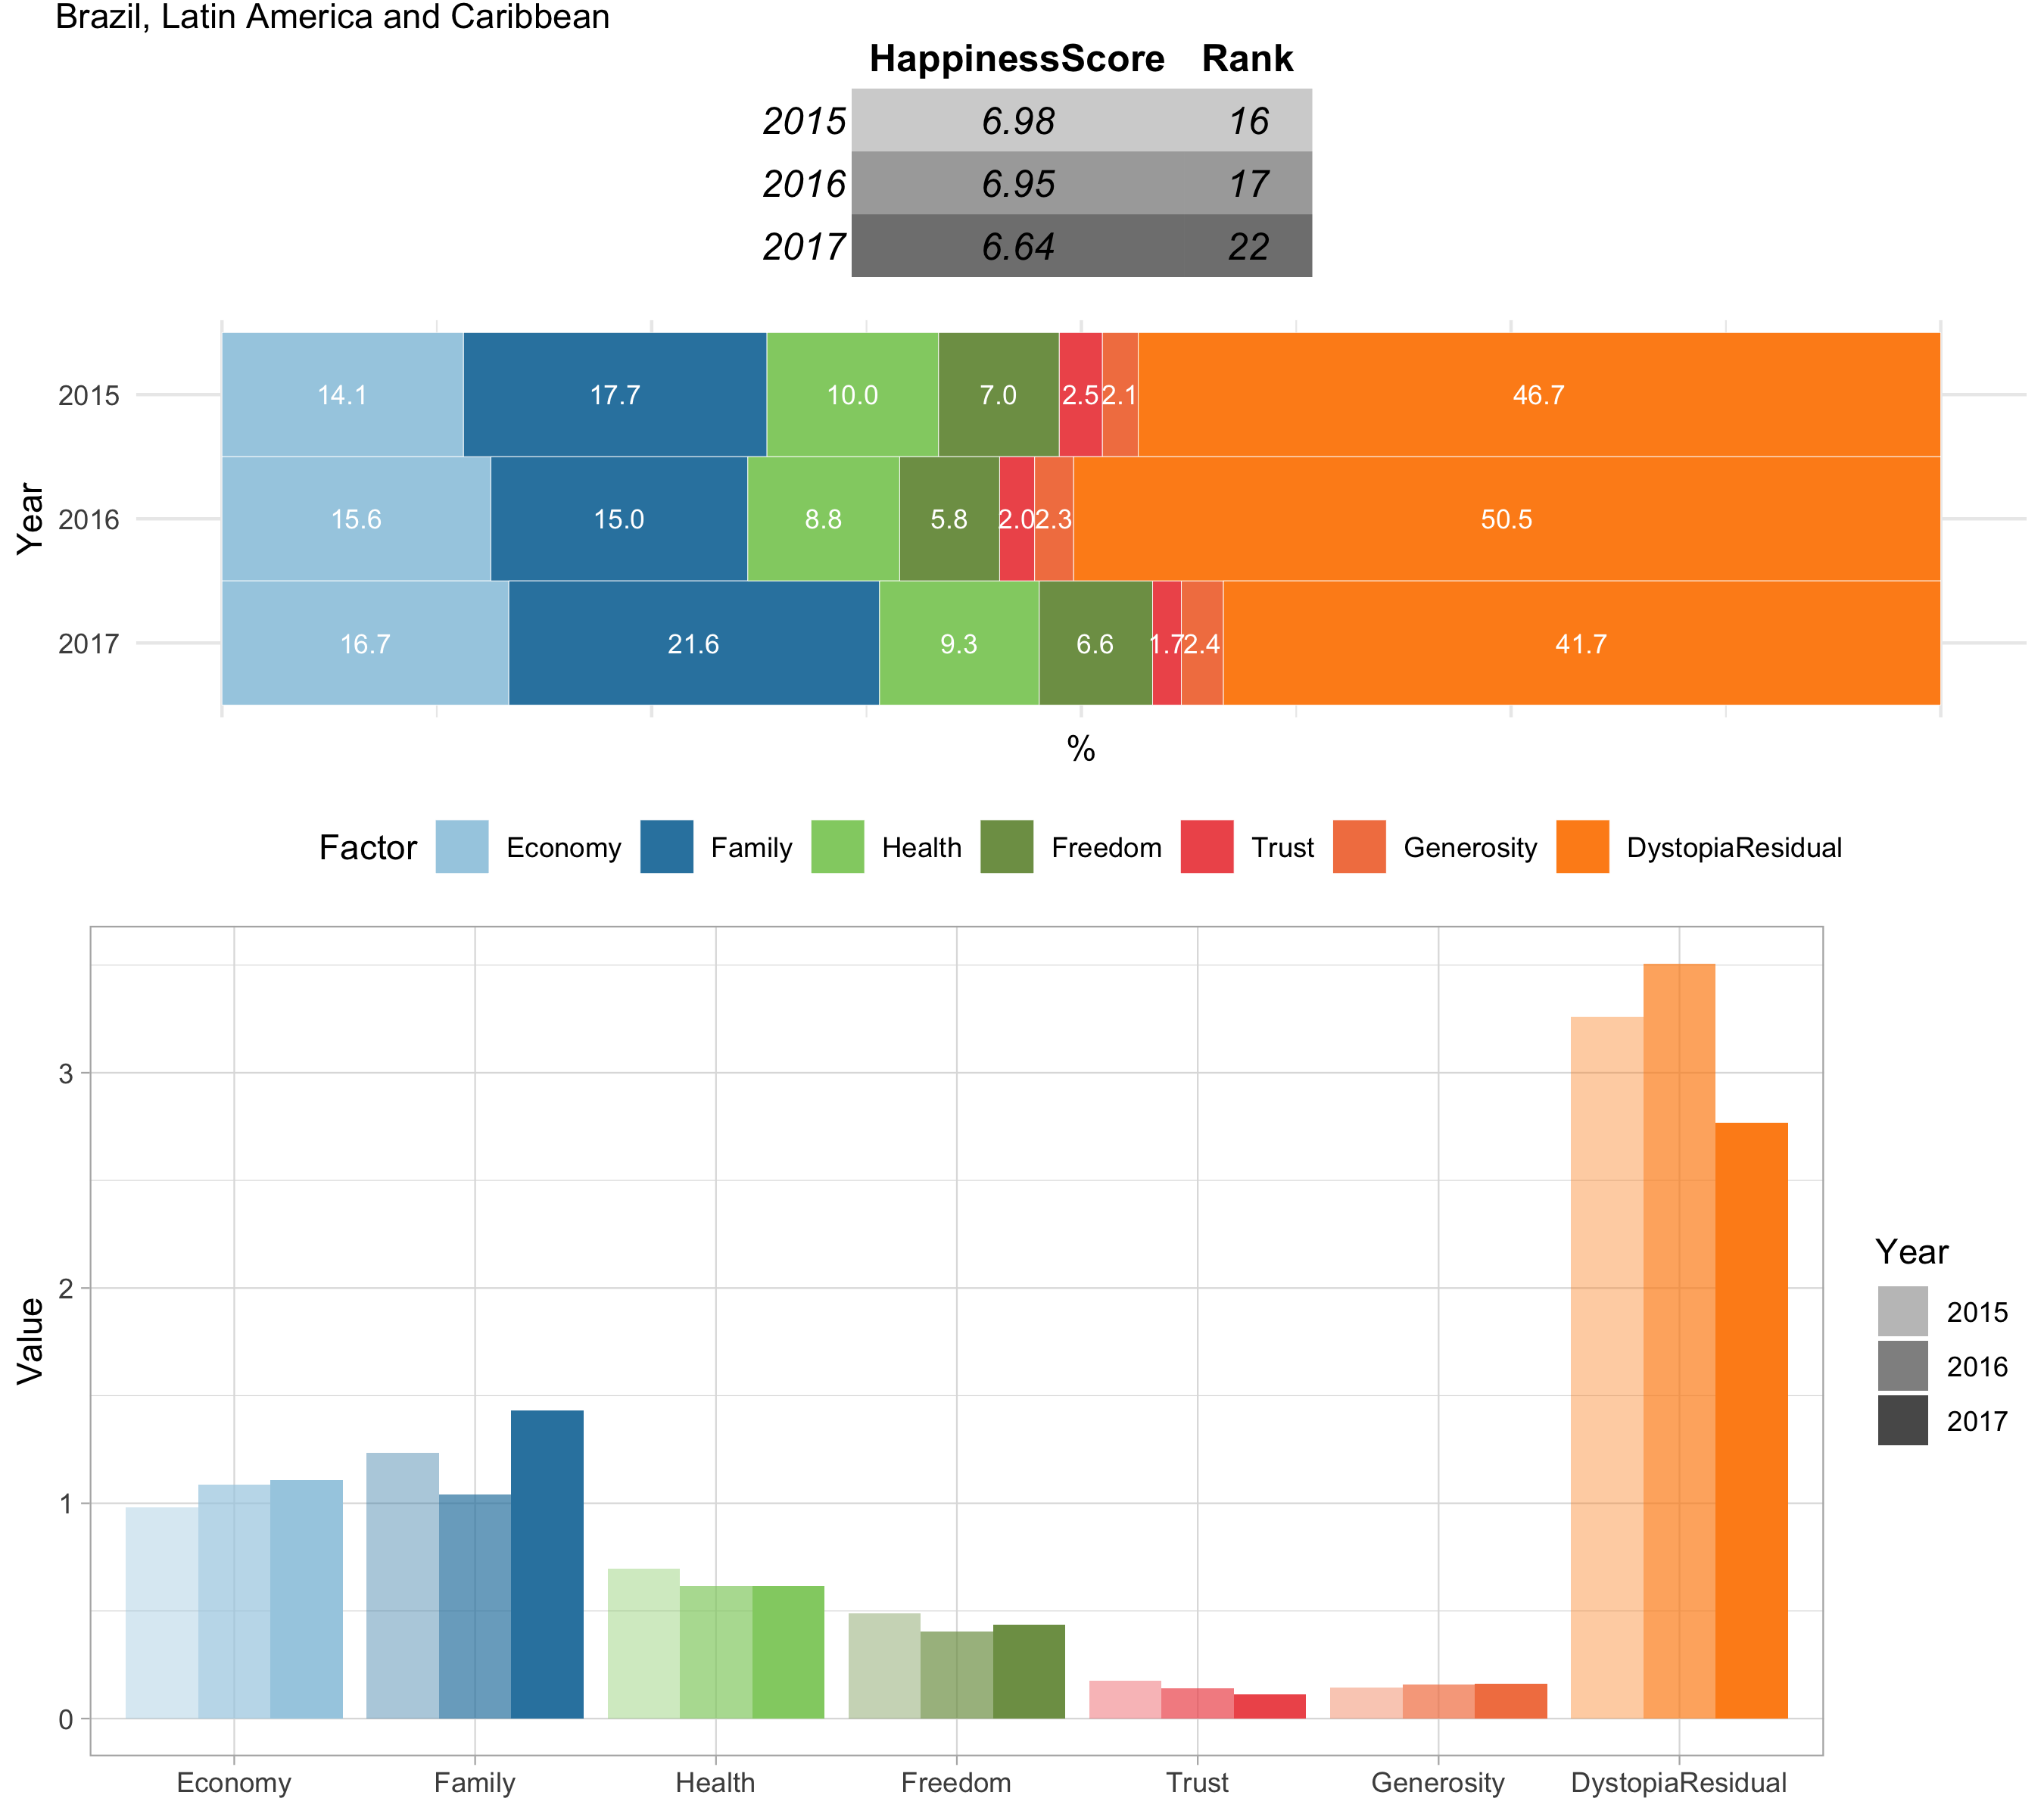 Brazil, Latin America and Caribbean
HappinessScore Rank
2015 6.98 16
2016 6.95 17
2017 6.64 22
Year
2015 14.1 17.7 10.0 7.0 2.5 2.1 46.7
2016 15.6 15.0 8.8 5.8 2.0 2.3 50.5
2017 16.7 21.6 9.3 6.6 1.7 2.4 41.7
%
Factor Economy Family Health Freedom Trust Generosity DystopiaResidual
Value
3
2
1
0
Economy Family Health Freedom Trust Generosity DystopiaResidual
Year
2015
2016
2017